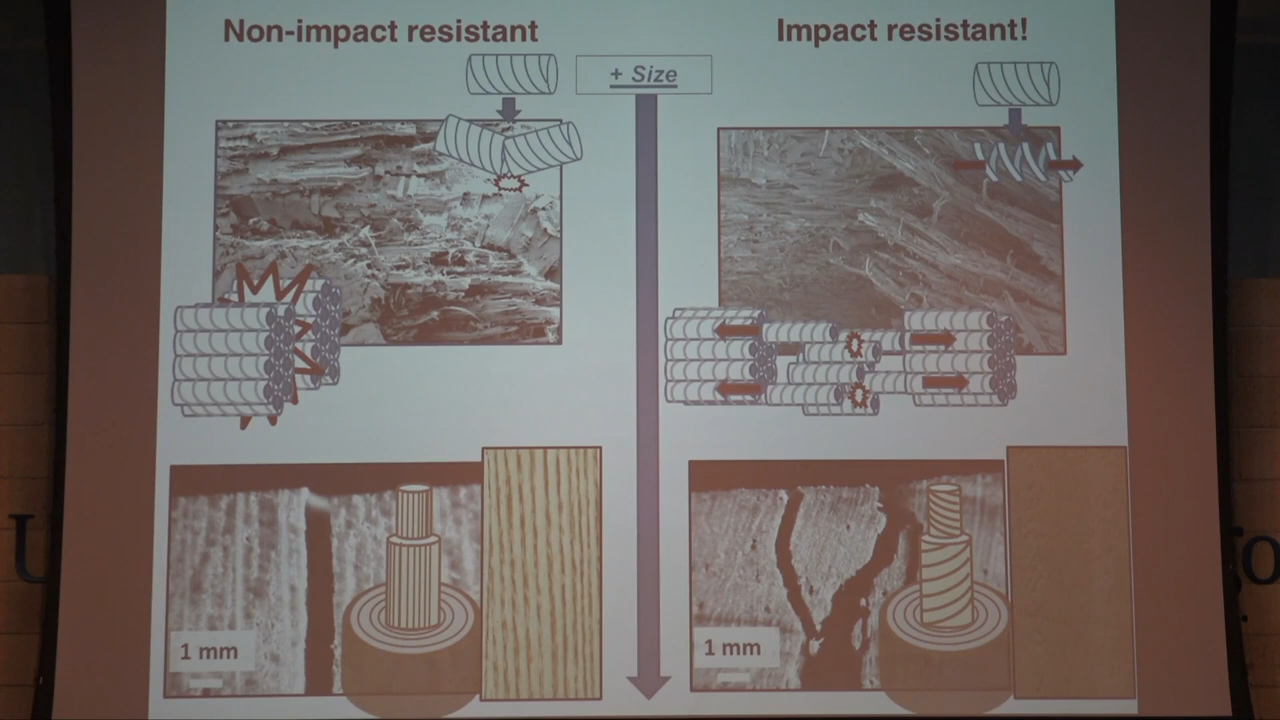 Non-impact resistant
Impact resistant!
+ Size
1 mm
1 mm
U